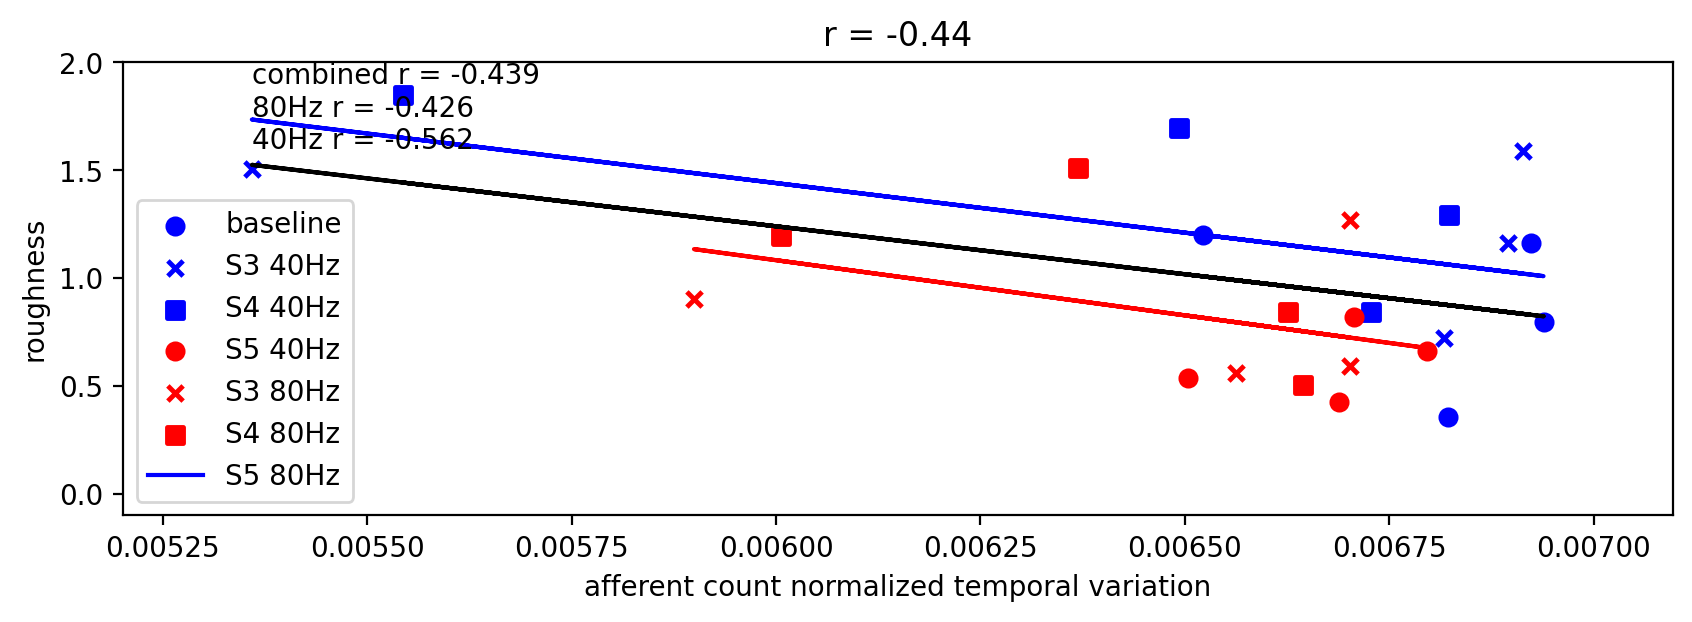 r = -0.44
combined r = -0.439
80Hz r = -0.426
40Hz r = -0.562
2.0
1.5
1.0
0.5
0.0
roughness
baseline
S3 40Hz
S4 40Hz
S5 40Hz
S3 80Hz
S4 80Hz
S5 80Hz
0.00525 0.00550 0.00575 0.00600 0.00625 0.00650 0.00675 0.00700
afferent count normalized temporal variation